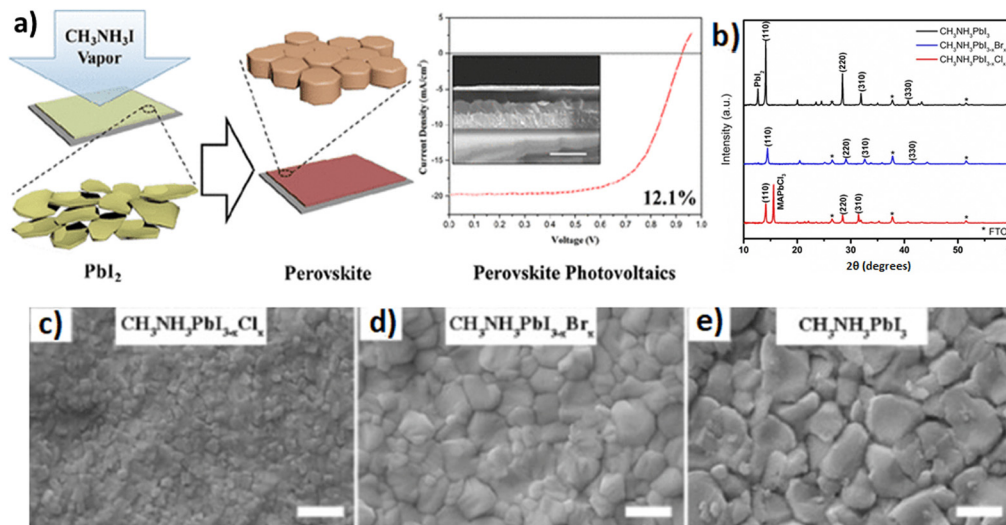 a)
CH₃NH₃I
Vapor
PbI₂
Perovskite
Current Density (mA/cm²)
5
0
-5
-10
-15
-20
0.0 0.1 0.2 0.3 0.4 0.5 0.6 0.7 0.8 0.9 1.0
Voltage (V)
12.1%
Perovskite Photovoltaics
b)
Intensity (a.u.)
CH₃NH₃PbI₃
CH₃NH₃PbI₃₋ₓBrₓ
CH₃NH₃PbI₃₋ₓClₓ
PbI₂
(110)
(220)
(310)
*
(330)
*
(110)
*
(220)
(310)
*
(330)
*
(110)
MAPbCl₃
*
(220)
(310)
*
*
* FTO
10 20 30 40 50
2θ (degrees)
c)
CH₃NH₃PbI₃₋ₓClₓ
d)
CH₃NH₃PbI₃₋ₓBrₓ
e)
CH₃NH₃PbI₃